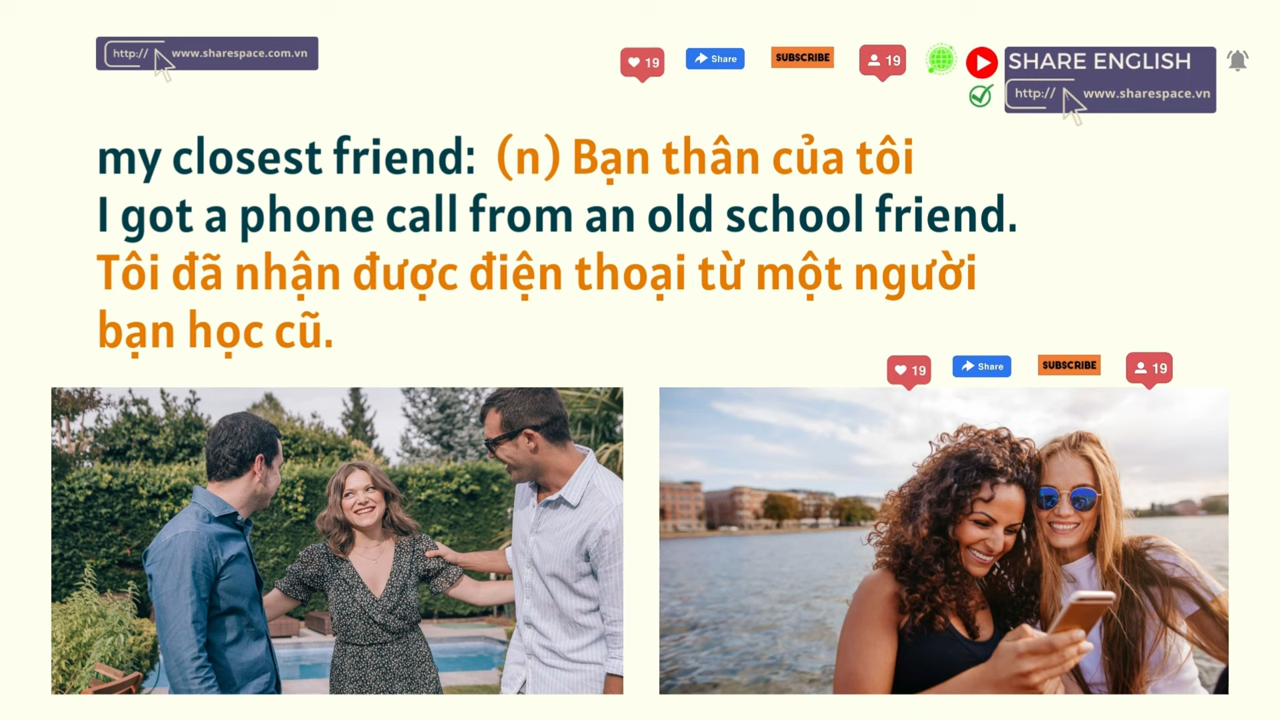 http:// www.sharespace.com.vn
19 Share SUBSCRIBE 19
SHARE ENGLISH
http:// www.sharespace.vn
my closest friend: (n) Bạn thân của tôi
I got a phone call from an old school friend.
Tôi đã nhận được điện thoại từ một người
bạn học cũ.
19 Share SUBSCRIBE 19